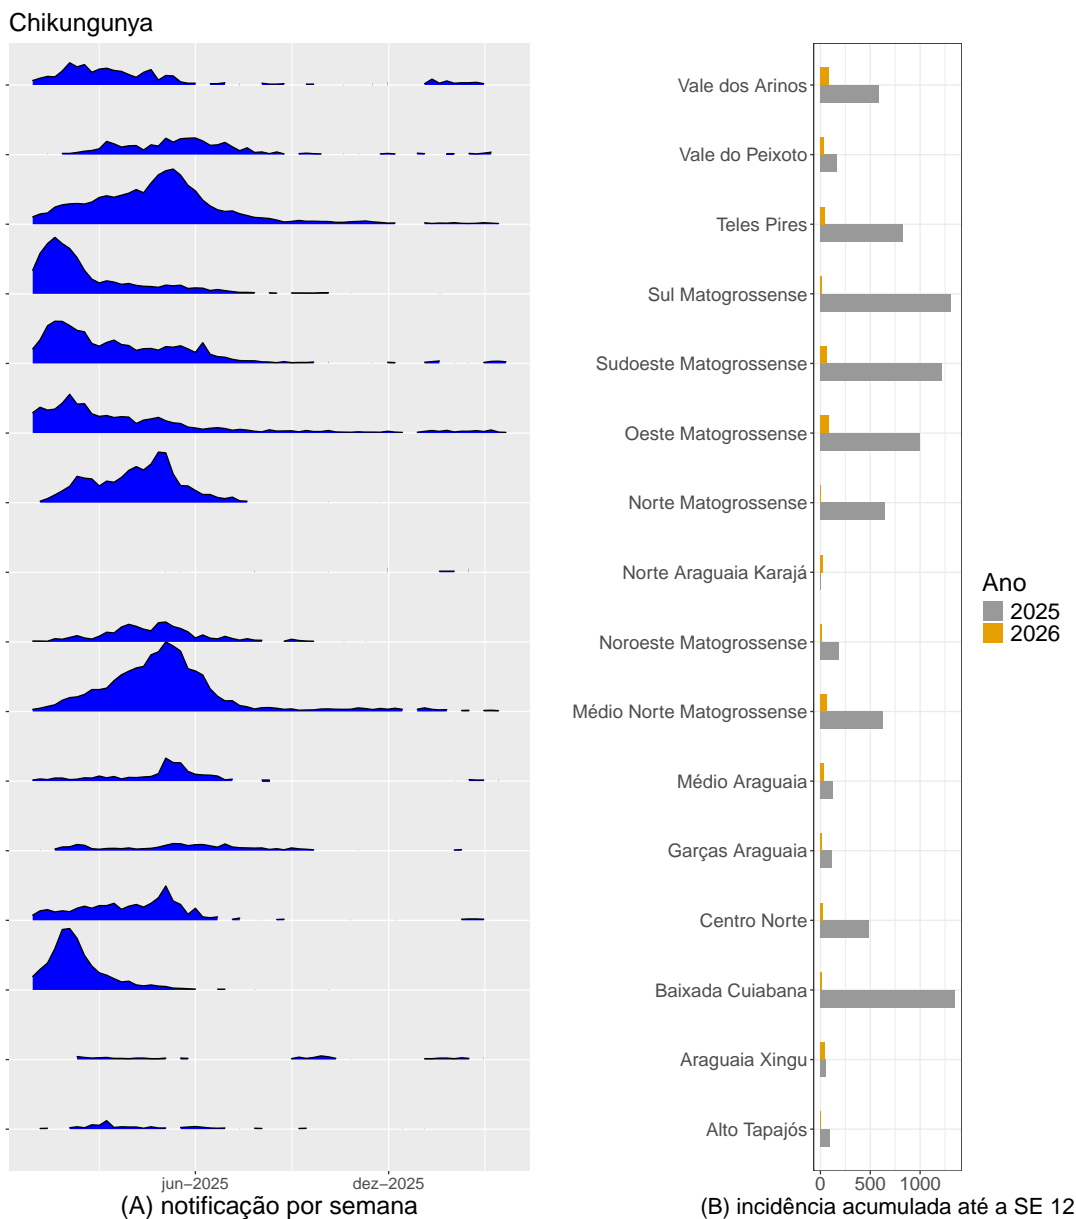 Chikungunya
Vale dos Arinos
Vale do Peixoto
Teles Pires
Sul Matogrossense
Sudoeste Matogrossense
Oeste Matogrossense
Norte Matogrossense
Norte Araguaia Karajá
Noroeste Matogrossense
Médio Norte Matogrossense
Médio Araguaia
Garças Araguaia
Centro Norte
Baixada Cuiabana
Araguaia Xingu
Alto Tapajós
Ano
2025
2026
jun−2025 dez−2025
0 500 1000
(A) notificação por semana
(B) incidência acumulada até a SE 12